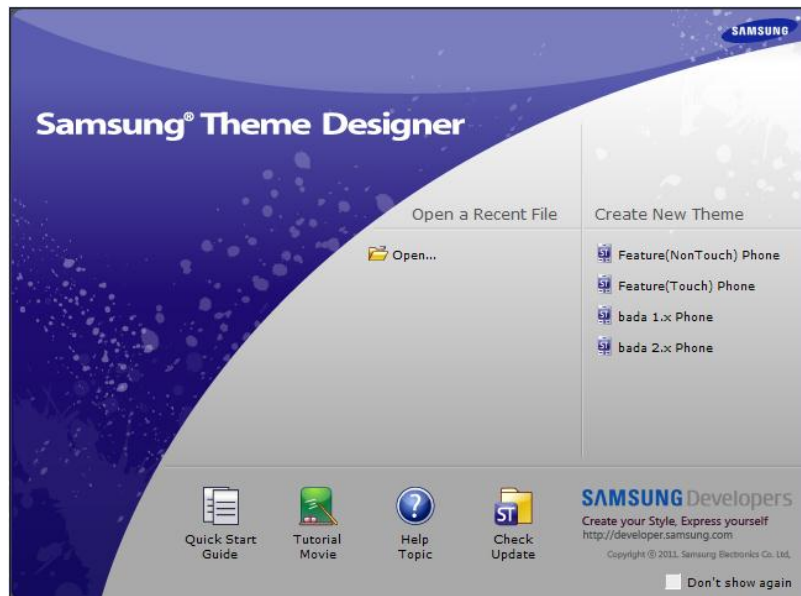 SAMSUNG
Samsung® Theme Designer
Open a Recent File
Open...
Create New Theme
Feature(NonTouch) Phone
Feature(Touch) Phone
bada 1.x Phone
bada 2.x Phone
Quick Start
Guide
Tutorial
Movie
Help
Topic
Check
Update
SAMSUNG Developers
Create your Style, Express yourself
http://developer.samsung.com
Copyright © 2011. Samsung Electronics Co. Ltd,
Don't show again